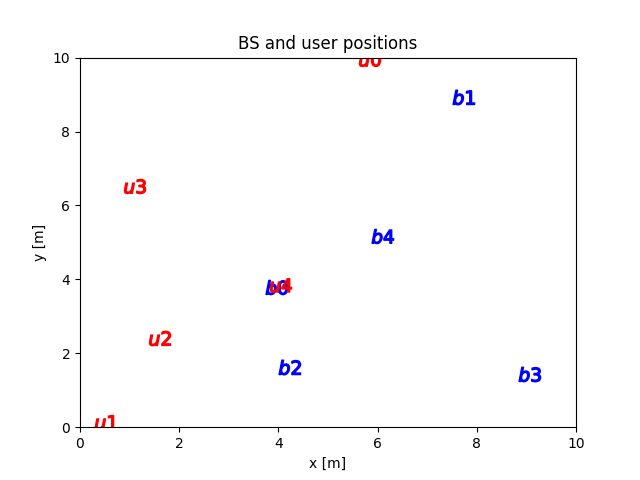 BS and user positions
10
u0
b1
8
u3
6
b4
y [m]
4
b0
u4
u2
2
b2
b3
u1
0
0 2 4 6 8 10
x [m]